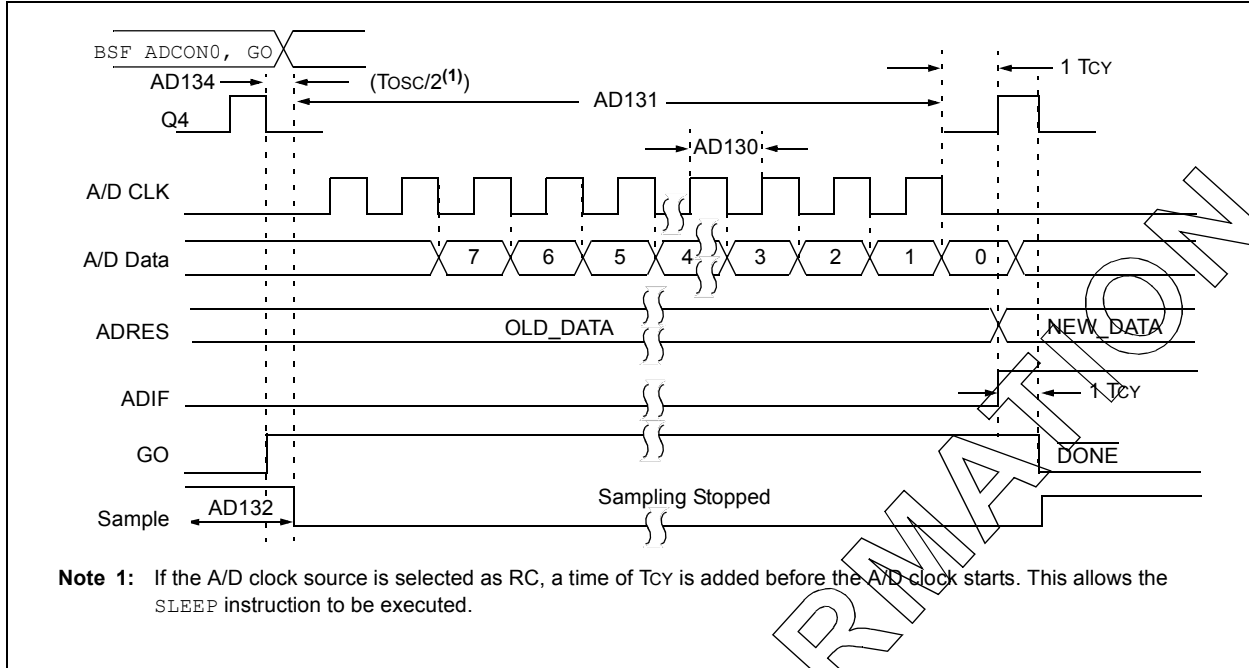 BSF ADCON0, GO
AD134
(TOSC/2(1))
1 TCY
AD131
Q4
AD130
A/D CLK
A/D Data
7
6
5
4
3
2
1
0
ADRES
OLD_DATA
NEW_DATA
ADIF
1 TCY
GO
DONE
Sample
AD132
Sampling Stopped
Note 1: If the A/D clock source is selected as RC, a time of TCY is added before the A/D clock starts. This allows the
SLEEP instruction to be executed.
RMATION